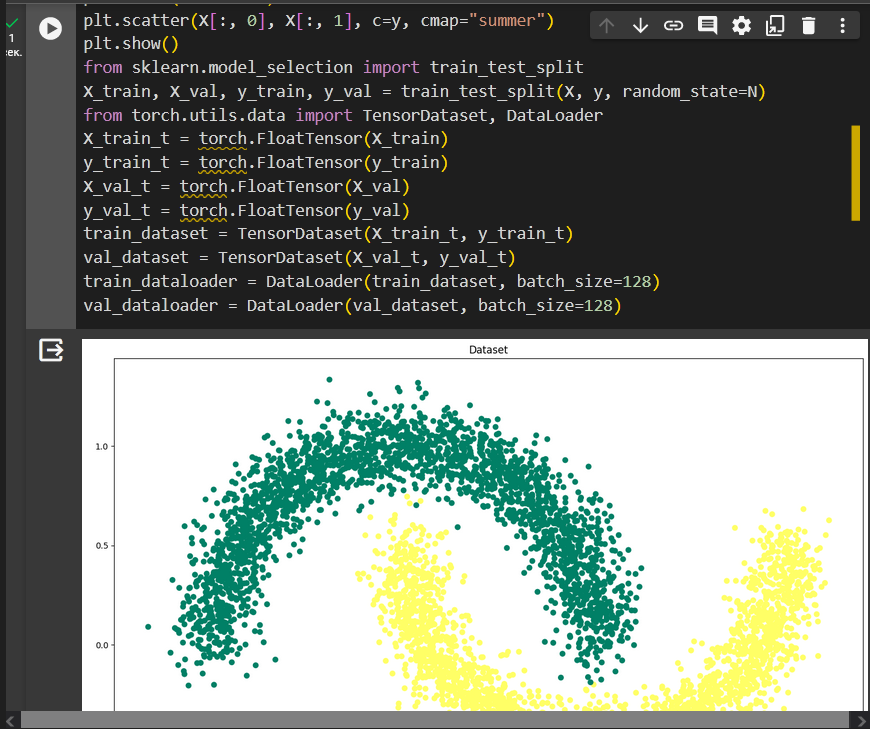 plt.scatter(X[:, 0], X[:, 1], c=y, cmap="summer")
plt.show()
from sklearn.model_selection import train_test_split
X_train, X_val, y_train, y_val = train_test_split(X, y, random_state=N)
from torch.utils.data import TensorDataset, DataLoader
X_train_t = torch.FloatTensor(X_train)
y_train_t = torch.FloatTensor(y_train)
X_val_t = torch.FloatTensor(X_val)
y_val_t = torch.FloatTensor(y_val)
train_dataset = TensorDataset(X_train_t, y_train_t)
val_dataset = TensorDataset(X_val_t, y_val_t)
train_dataloader = DataLoader(train_dataset, batch_size=128)
val_dataloader = DataLoader(val_dataset, batch_size=128)
1
сек.
Dataset
1.0
0.5
0.0